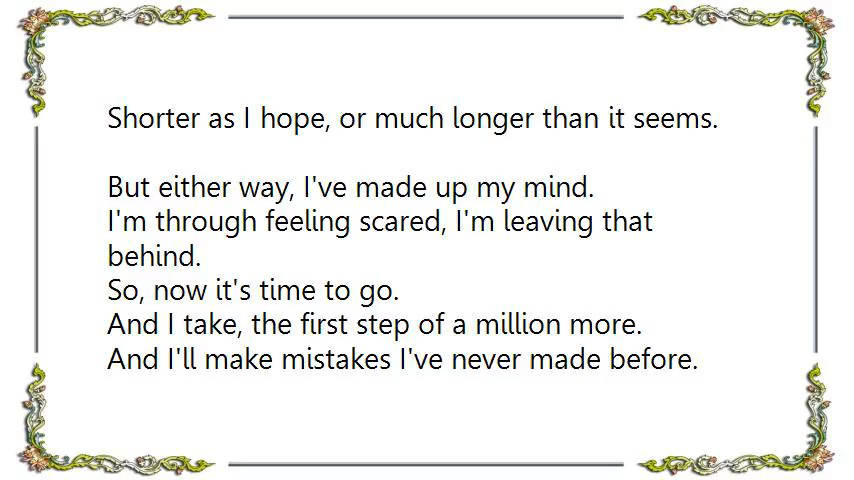 Shorter as I hope, or much longer than it seems.
But either way, I've made up my mind.
I'm through feeling scared, I'm leaving that
behind.
So, now it's time to go.
And I take, the first step of a million more.
And I'll make mistakes I've never made before.